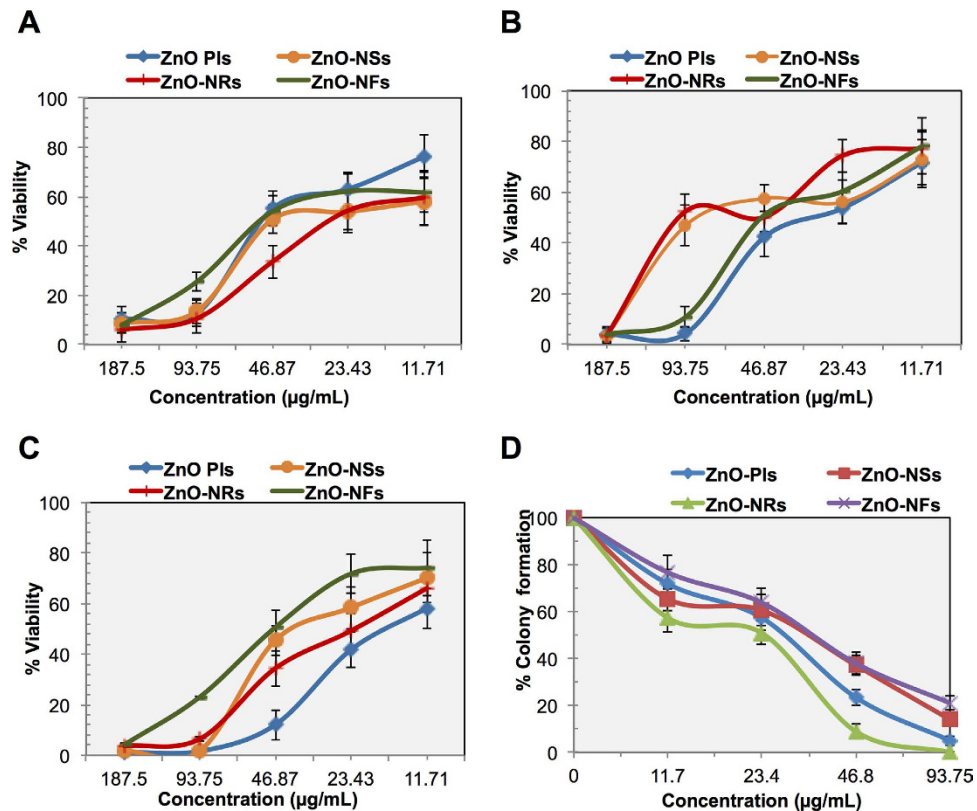 A
ZnO PIs ZnO-NSs
ZnO-NRs ZnO-NFs
100
80
60
40
20
0
% Viability
187.5 93.75 46.87 23.43 11.71
Concentration (µg/mL)
B
ZnO PIs ZnO-NSs
ZnO-NRs ZnO-NFs
100
80
60
40
20
0
% Viability
187.5 93.75 46.87 23.43 11.71
Concentration (µg/mL)
C
ZnO PIs ZnO-NSs
ZnO-NRs ZnO-NFs
100
80
60
40
20
0
% Viability
187.5 93.75 46.87 23.43 11.71
Concentration (µg/mL)
D
ZnO-PIs ZnO-NSs
ZnO-NRs ZnO-NFs
100
80
60
40
20
0
% Colony formation
0 11.7 23.4 46.8 93.75
Concentration (µg/mL)